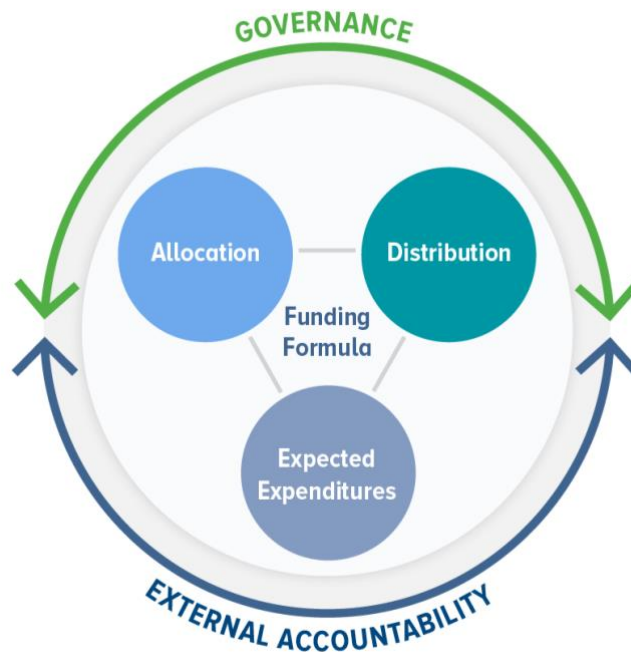 GOVERNANCE
Allocation
Distribution
Funding
Formula
Expected
Expenditures
EXTERNAL ACCOUNTABILITY